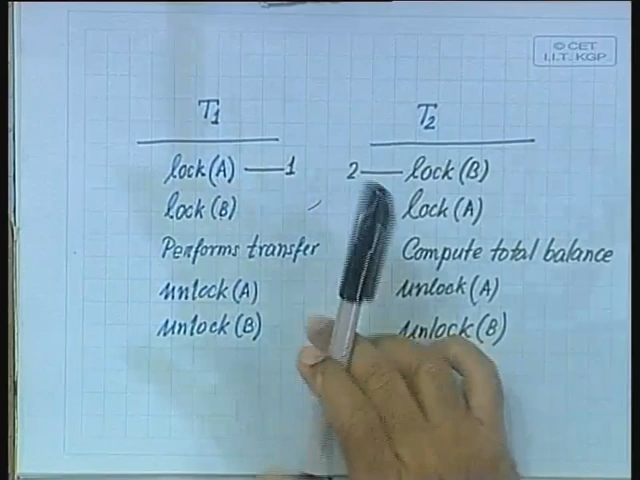 © CET
I.I.T. KGP
T1 T2
lock(A) — 1 2 — lock(B)
lock(B) lock(A)
Performs transfer Compute total balance
unlock(A) unlock(A)
unlock(B) unlock(B)